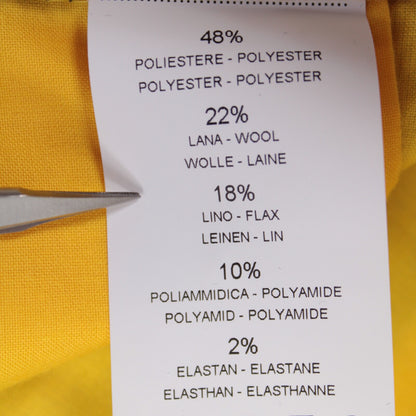 48%
POLIESTERE - POLYESTER
POLYESTER - POLYESTER
22%
LANA - WOOL
WOLLE - LAINE
18%
LINO - FLAX
LEINEN - LIN
10%
POLIAMMIDICA - POLYAMIDE
POLYAMID - POLYAMIDE
2%
ELASTAN - ELASTANE
ELASTHAN - ELASTHANNE